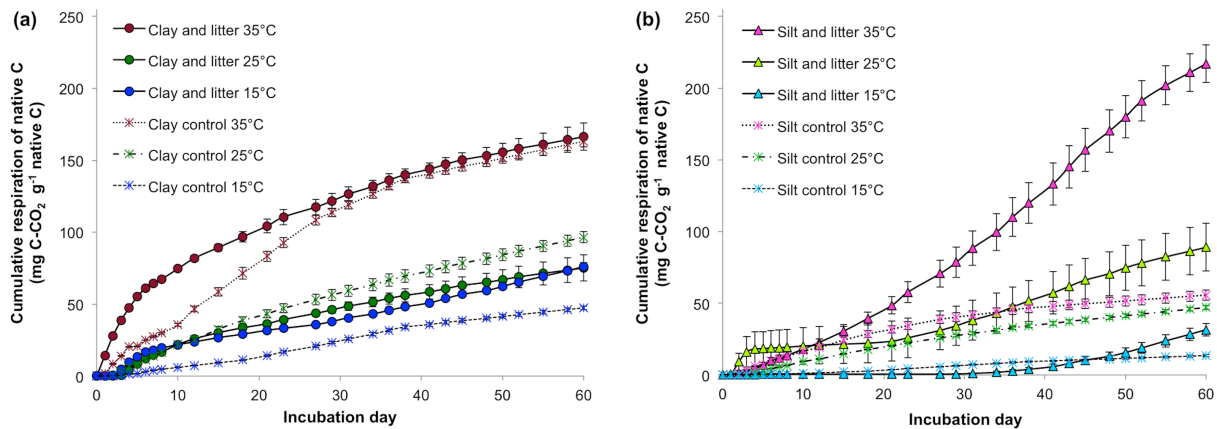 (a)
Cumulative respiration of native C
(mg C-CO₂ g⁻¹ native C)
250
200
150
100
50
0
Clay and litter 35°C
Clay and litter 25°C
Clay and litter 15°C
Clay control 35°C
Clay control 25°C
Clay control 15°C
0 10 20 30 40 50 60
Incubation day
(b)
Cumulative respiration of native C
(mg C-CO₂ g⁻¹ native C)
250
200
150
100
50
0
Silt and litter 35°C
Silt and litter 25°C
Silt and litter 15°C
Silt control 35°C
Silt control 25°C
Silt control 15°C
0 10 20 30 40 50 60
Incubation day